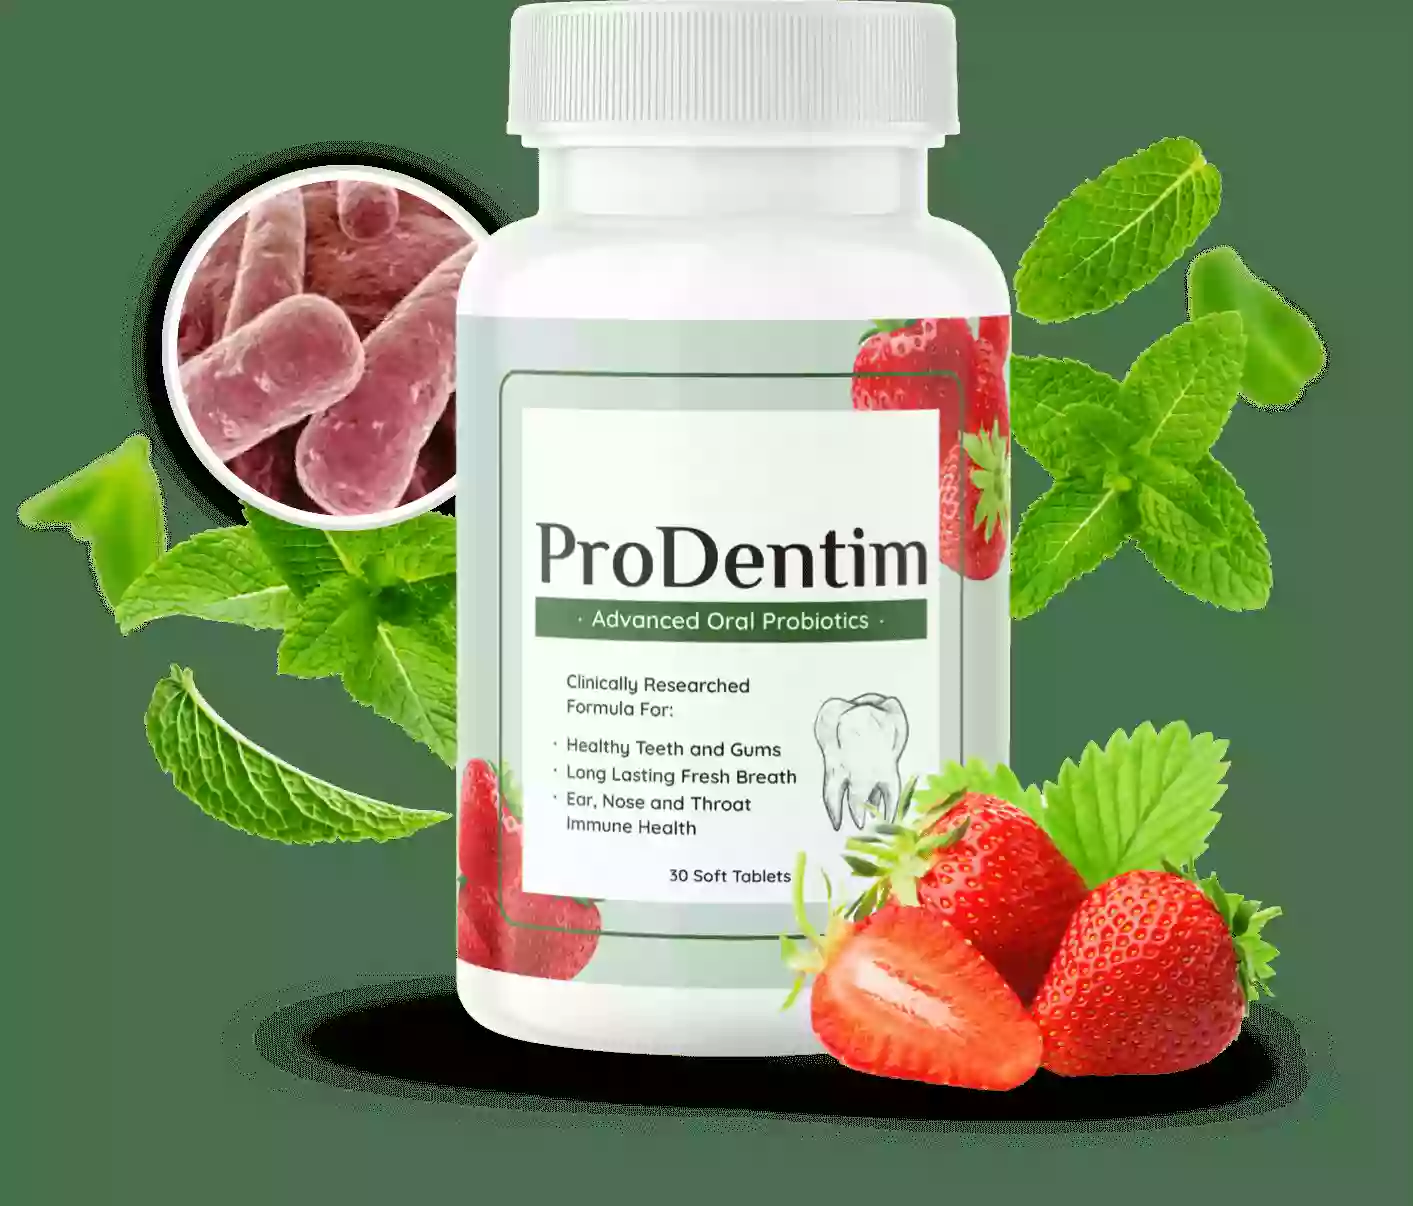 ProDentim
· Advanced Oral Probiotics ·
Clinically Researched
Formula For:
· Healthy Teeth and Gums
· Long Lasting Fresh Breath
· Ear, Nose and Throat
Immune Health
30 Soft Tablets